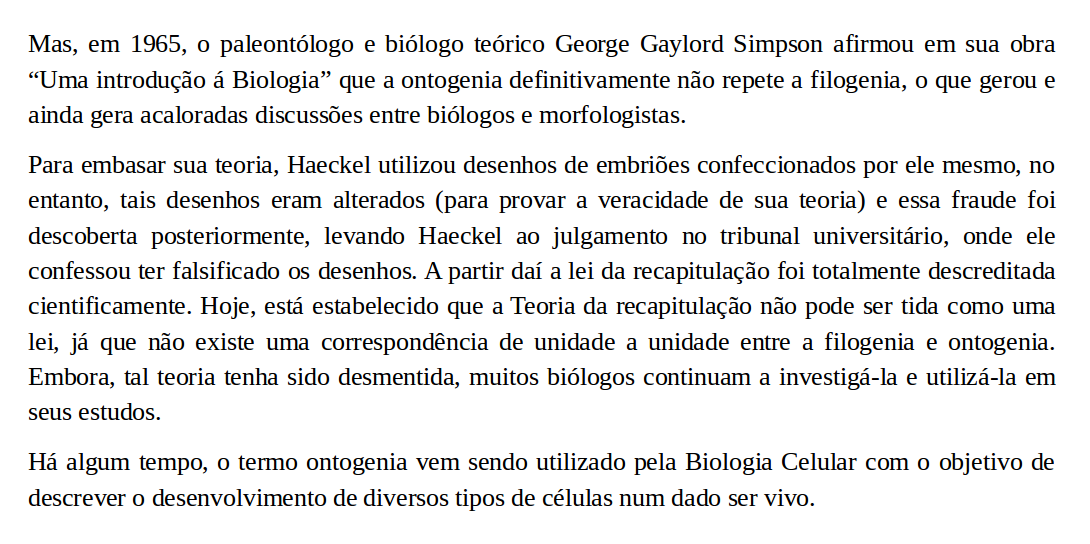 Mas, em 1965, o paleontólogo e biólogo teórico George Gaylord Simpson afirmou em sua obra
“Uma introdução á Biologia” que a ontogenia definitivamente não repete a filogenia, o que gerou e
ainda gera acaloradas discussões entre biólogos e morfologistas.
Para embasar sua teoria, Haeckel utilizou desenhos de embriões confeccionados por ele mesmo, no
entanto, tais desenhos eram alterados (para provar a veracidade de sua teoria) e essa fraude foi
descoberta posteriormente, levando Haeckel ao julgamento no tribunal universitário, onde ele
confessou ter falsificado os desenhos. A partir daí a lei da recapitulação foi totalmente descreditada
cientificamente. Hoje, está estabelecido que a Teoria da recapitulação não pode ser tida como uma
lei, já que não existe uma correspondência de unidade a unidade entre a filogenia e ontogenia.
Embora, tal teoria tenha sido desmentida, muitos biólogos continuam a investigá-la e utilizá-la em
seus estudos.
Há algum tempo, o termo ontogenia vem sendo utilizado pela Biologia Celular com o objetivo de
descrever o desenvolvimento de diversos tipos de células num dado ser vivo.